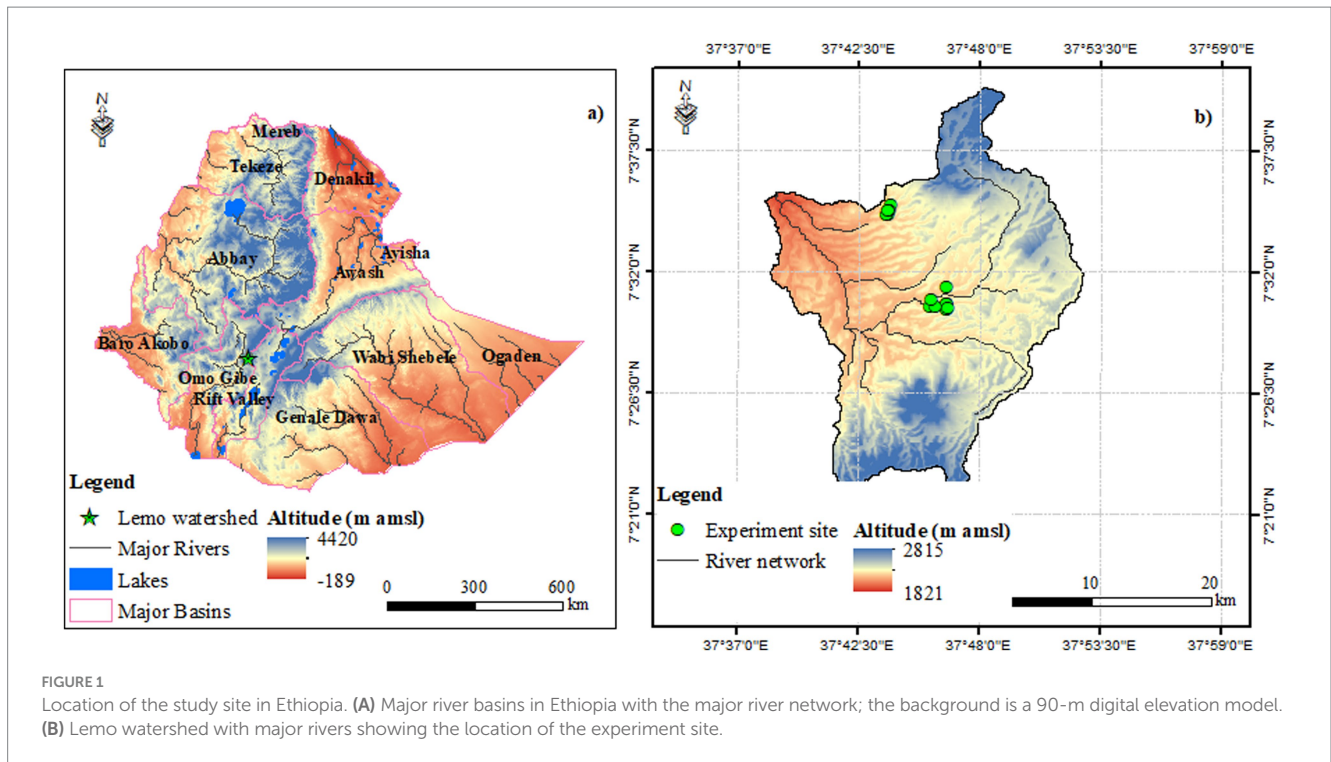 N
a)
Mereb
Tekeze
Denakil
Abbay
Ayisha
Awash
Baro Akobo
Wabi Shebele
Ogaden
Omo Gibe
Rift Valley
Genale Dawa
Legend
Lemo watershed
Major Rivers
Lakes
Major Basins
Altitude (m amsl)
4420
-189
0 300 600
km
37°37'0"E 37°42'30"E 37°48'0"E 37°53'30"E 37°59'0"E
N
b)
7°37'30"N 7°37'30"N
7°32'0"N 7°32'0"N
7°26'30"N 7°26'30"N
7°21'0"N 7°21'0"N
Legend
Experiment site
River network
Altitude (m amsl)
2815
1821
10 20
km
37°37'0"E 37°42'30"E 37°48'0"E 37°53'30"E 37°59'0"E
FIGURE 1
Location of the study site in Ethiopia. (A) Major river basins in Ethiopia with the major river network; the background is a 90-m digital elevation model.
(B) Lemo watershed with major rivers showing the location of the experiment site.